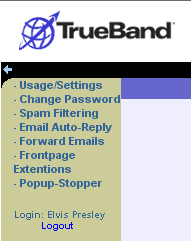 TrueBand
- Usage/Settings
- Change Password
- Spam Filtering
- Email Auto-Reply
- Forward Emails
- Frontpage
Extentions
- Popup-Stopper
Login: Elvis Presley
Logout